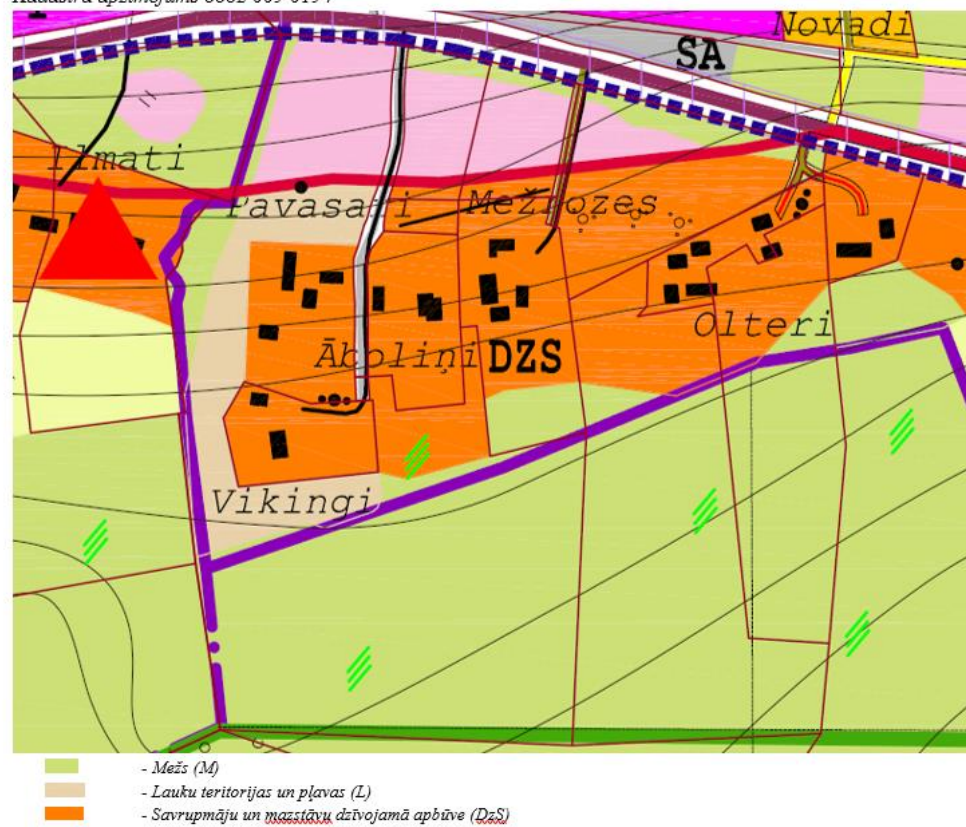 Novadi
SA
Ilmati
Pavasari
Mežrozes
Olteri
Āboliņi DZS
Vikingi
- Mežs (M)
- Lauku teritorijas un pļavas (L)
- Savrupmāju un mazstāvu dzīvojamā apbūve (DzS)